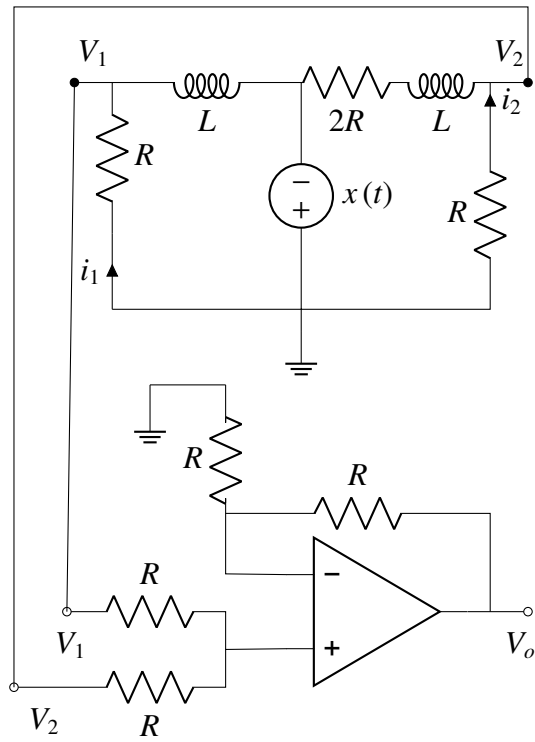 V₁
V₂
L
2R
L
i₂
R
−
+
x(t)
R
i₁
R
R
R
−
+
V₁
Vₒ
V₂
R